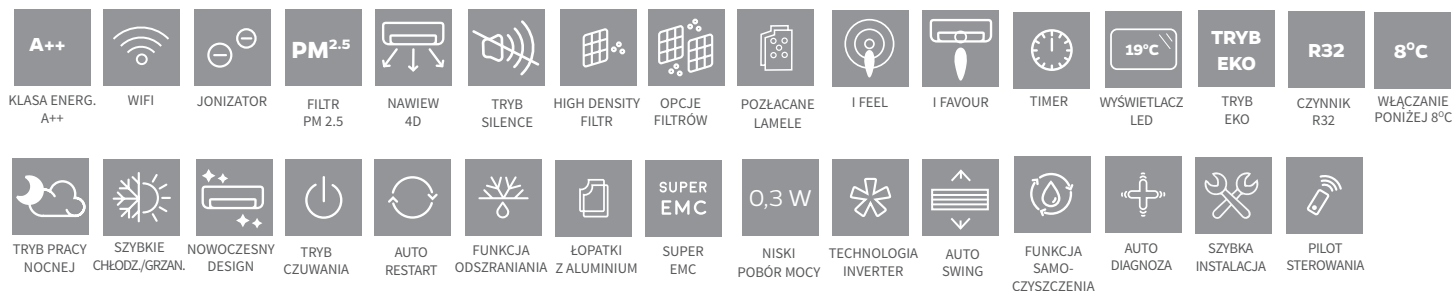 A++
PM2.5
19°C
TRYB
EKO
R32
8°C
KLASA ENERG.
A++
WIFI
JONIZATOR
FILTR
PM 2.5
NAWIEW
4D
TRYB
SILENCE
HIGH DENSITY
FILTR
OPCJE
FILTRÓW
POZŁACANE
LAMELE
I FEEL
I FAVOUR
TIMER
WYŚWIETLACZ
LED
TRYB
EKO
CZYNNIK
R32
WŁĄCZANIE
PONIŻEJ 8°C
SUPER
EMC
0,3 W
TRYB PRACY
NOCNEJ
SZYBKIE
CHŁODZ./GRZAN.
NOWOCZESNY
DESIGN
TRYB
CZUWANIA
AUTO
RESTART
FUNKCJA
ODSZRANIANIA
ŁOPATKI
Z ALUMINIUM
SUPER
EMC
NISKI
POBÓR MOCY
TECHNOLOGIA
INVERTER
AUTO
SWING
FUNKCJA
SAMO-
CZYSZCZENIA
AUTO
DIAGNOZA
SZYBKA
INSTALACJA
PILOT
STEROWANIA